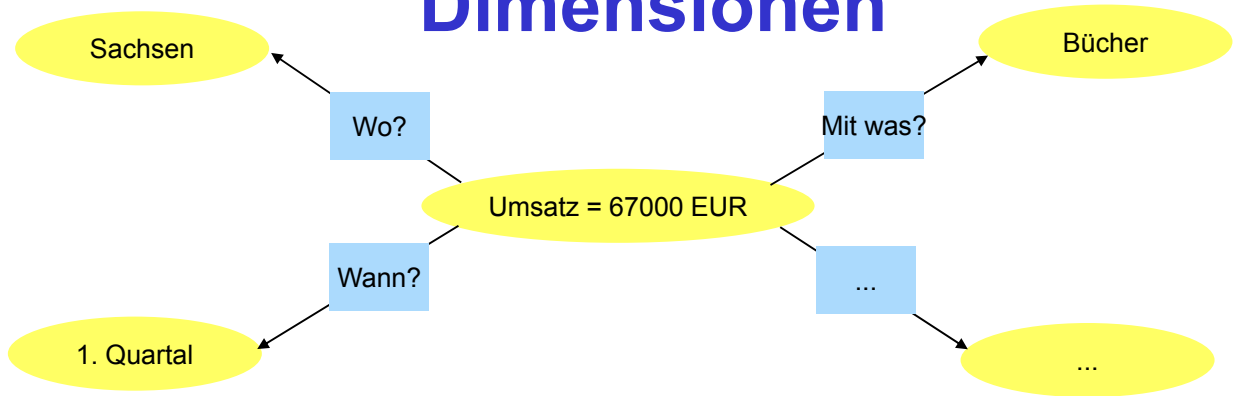 Dimensionen
Sachsen
Bücher
Wo?
Mit was?
Umsatz = 67000 EUR
Wann?
...
1. Quartal
...